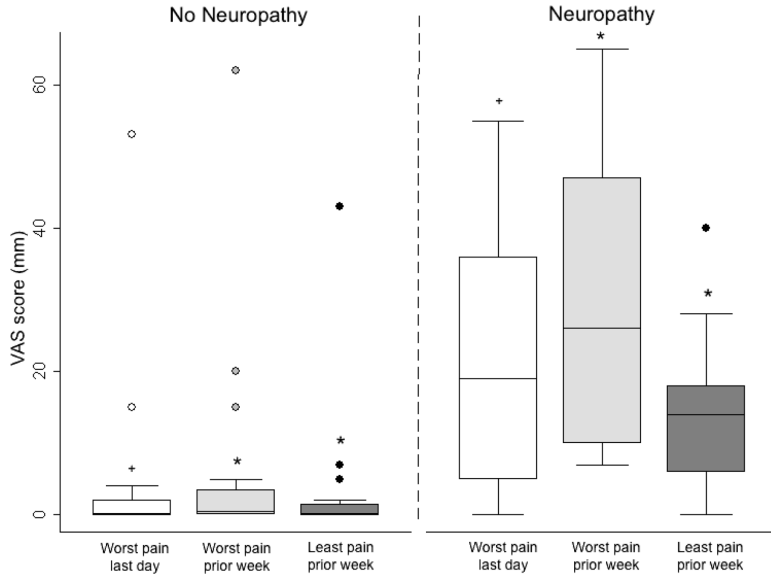 No Neuropathy
Neuropathy
VAS score (mm)
60
40
20
0
+
*
*
+
*
*
Worst pain
last day
Worst pain
prior week
Least pain
prior week
Worst pain
last day
Worst pain
prior week
Least pain
prior week